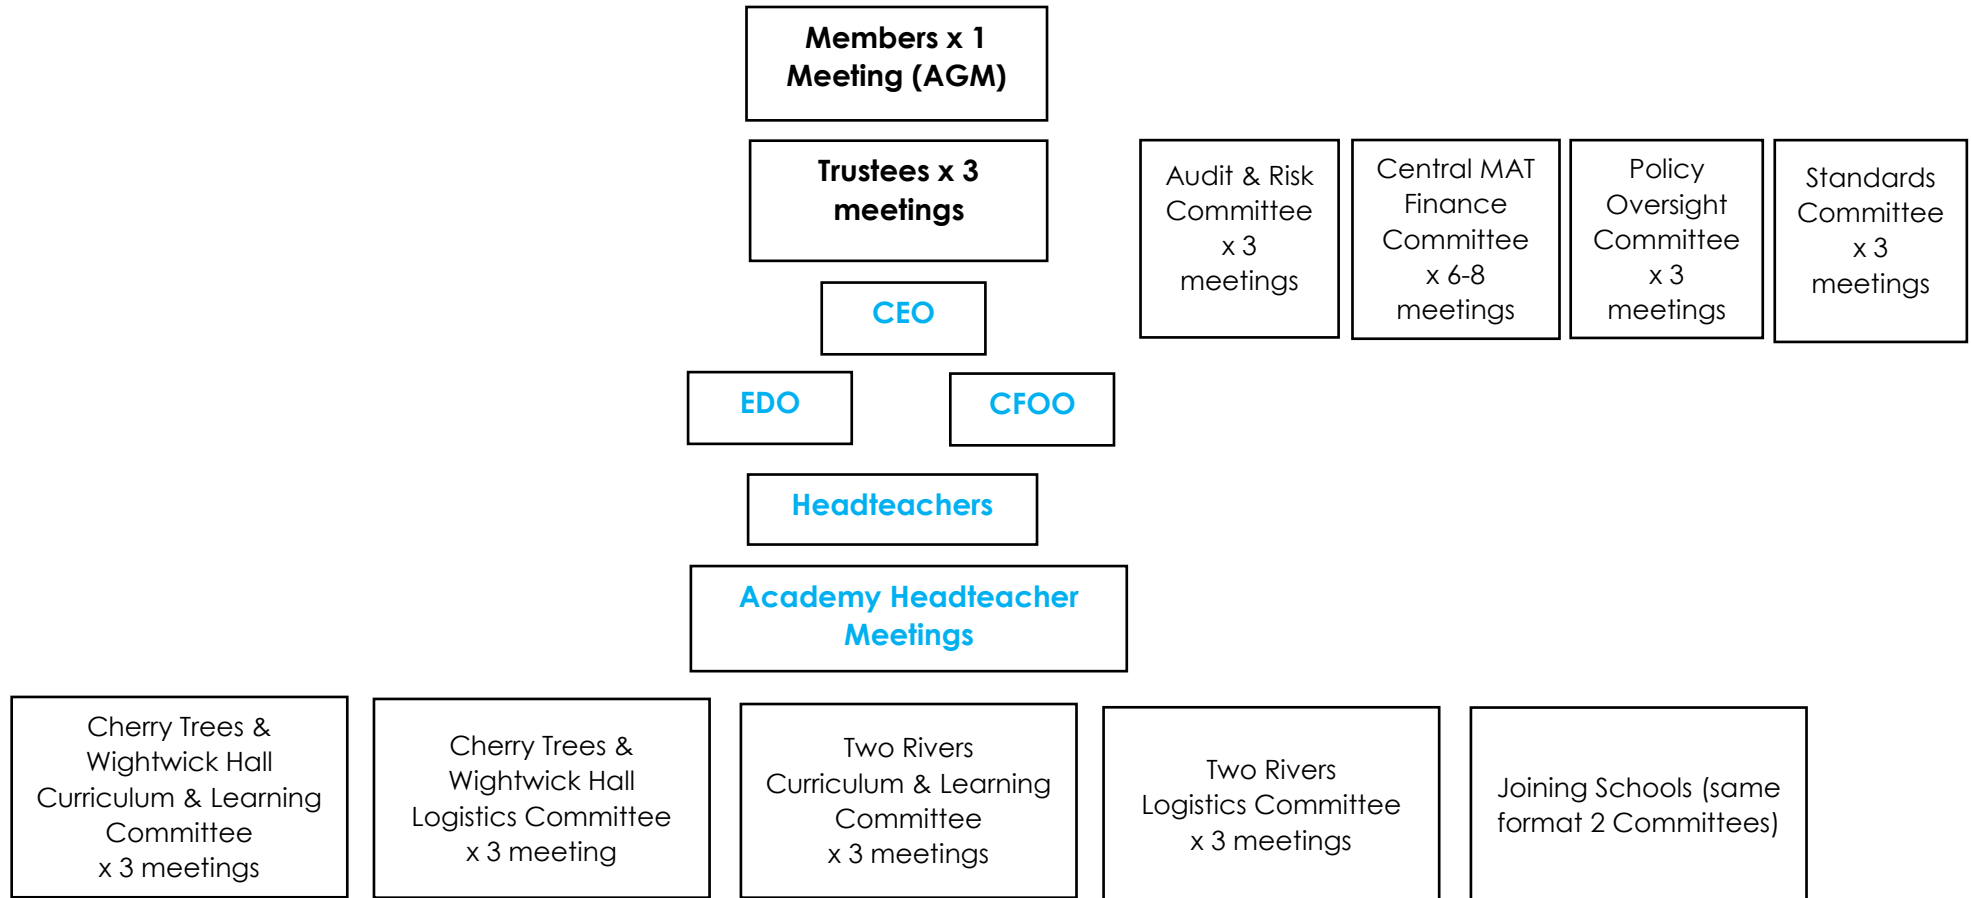 Members x 1
Meeting (AGM)
Trustees x 3
meetings
Audit & Risk
Committee
x 3
meetings
Central MAT
Finance
Committee
x 6-8
meetings
Policy
Oversight
Committee
x 3
meetings
Standards
Committee
x 3
meetings
CEO
EDO
CFOO
Headteachers
Academy Headteacher
Meetings
Cherry Trees &
Wightwick Hall
Curriculum & Learning
Committee
x 3 meetings
Cherry Trees &
Wightwick Hall
Logistics Committee
x 3 meeting
Two Rivers
Curriculum & Learning
Committee
x 3 meetings
Two Rivers
Logistics Committee
x 3 meetings
Joining Schools (same
format 2 Committees)